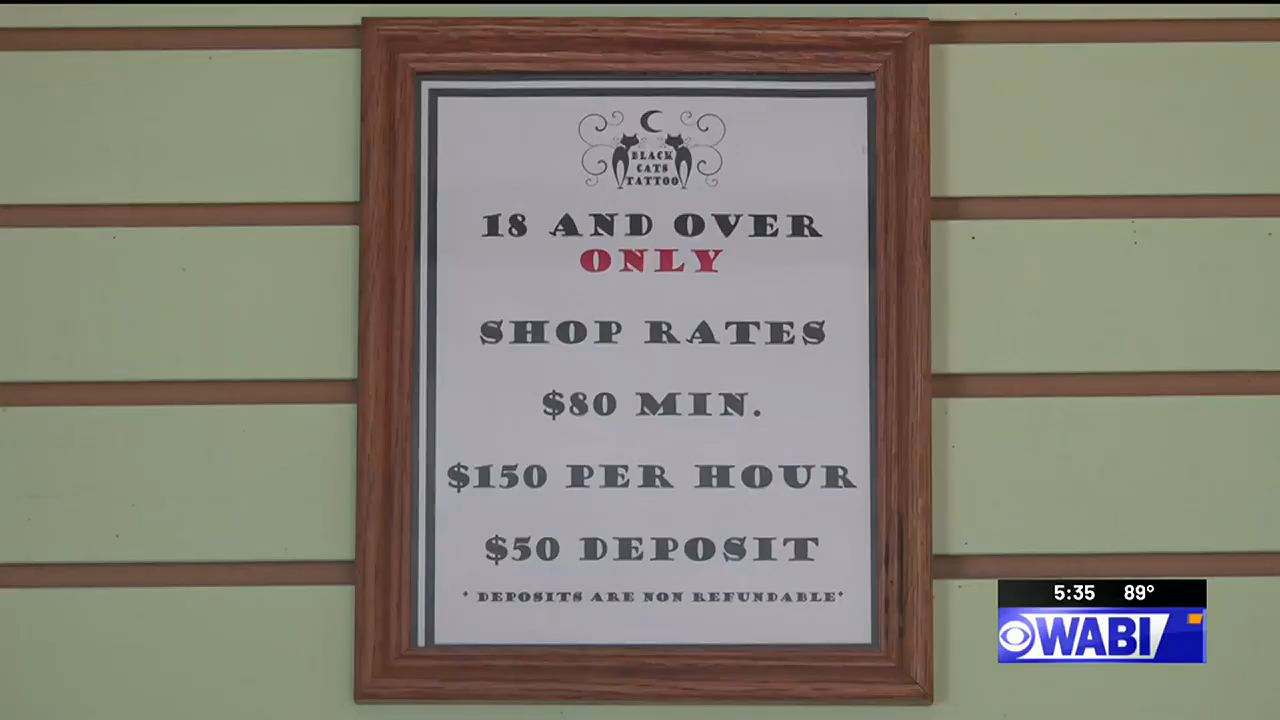 BLACK
CATS
TATTOO
18 AND OVER
ONLY
SHOP RATES
$80 MIN.
$150 PER HOUR
$50 DEPOSIT
* DEPOSITS ARE NON REFUNDABLE*
5:35 89°
WABI